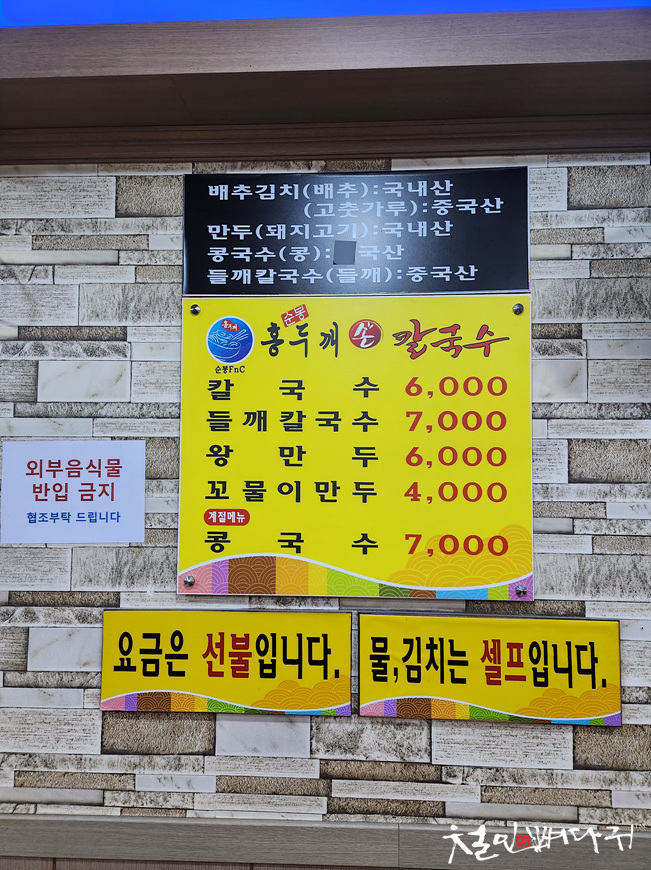 배추김치(배추):국내산
(고춧가루):중국산
만두(돼지고기):국내산
콩국수(콩): 국산
들깨칼국수(들깨):중국산
순봉
홍두깨 손 칼국수
순봉FnC
칼국수 6,000
들깨칼국수 7,000
왕만두 6,000
꼬물이만두 4,000
계절메뉴
콩국수 7,000
외부음식물
반입 금지
협조부탁 드립니다
요금은 선불입니다.
물,김치는 셀프입니다.